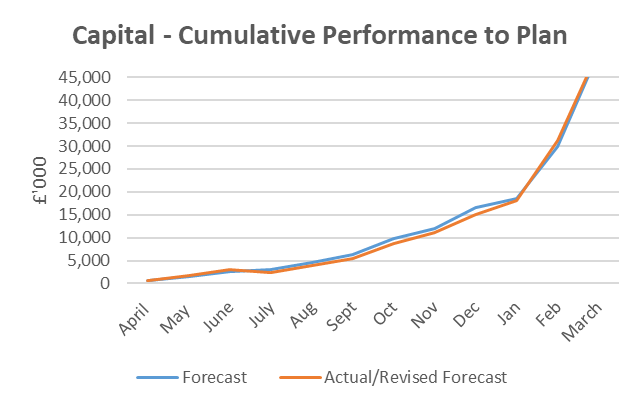 Capital - Cumulative Performance to Plan
45,000
40,000
35,000
30,000
25,000
20,000
15,000
10,000
5,000
0
£'000
April
May
June
July
Aug
Sept
Oct
Nov
Dec
Jan
Feb
March
Forecast
Actual/Revised Forecast